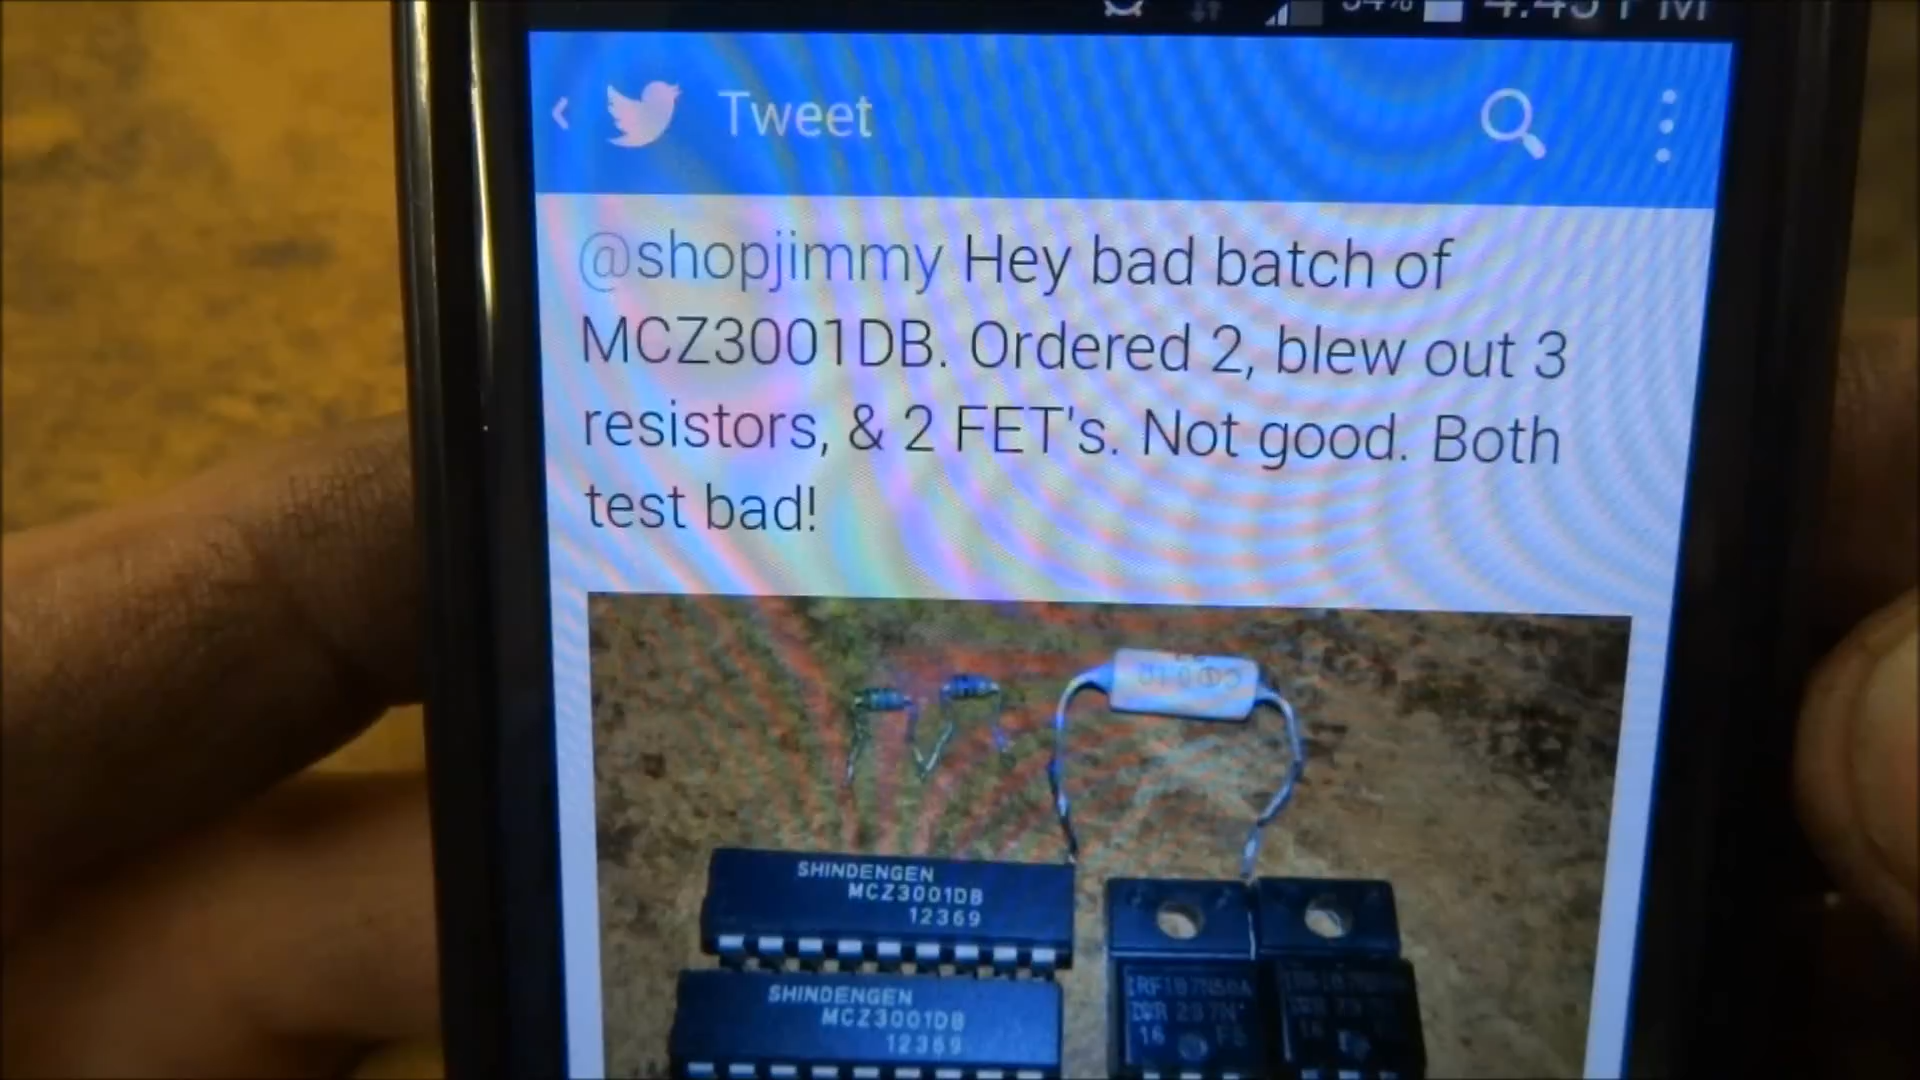 Tweet
@shopjimmy Hey bad batch of
MCZ3001DB. Ordered 2, blew out 3
resistors, & 2 FET's. Not good. Both
test bad!
SHINDENGEN
MCZ3001DB
12369
SHINDENGEN
MCZ3001DB
12369
16